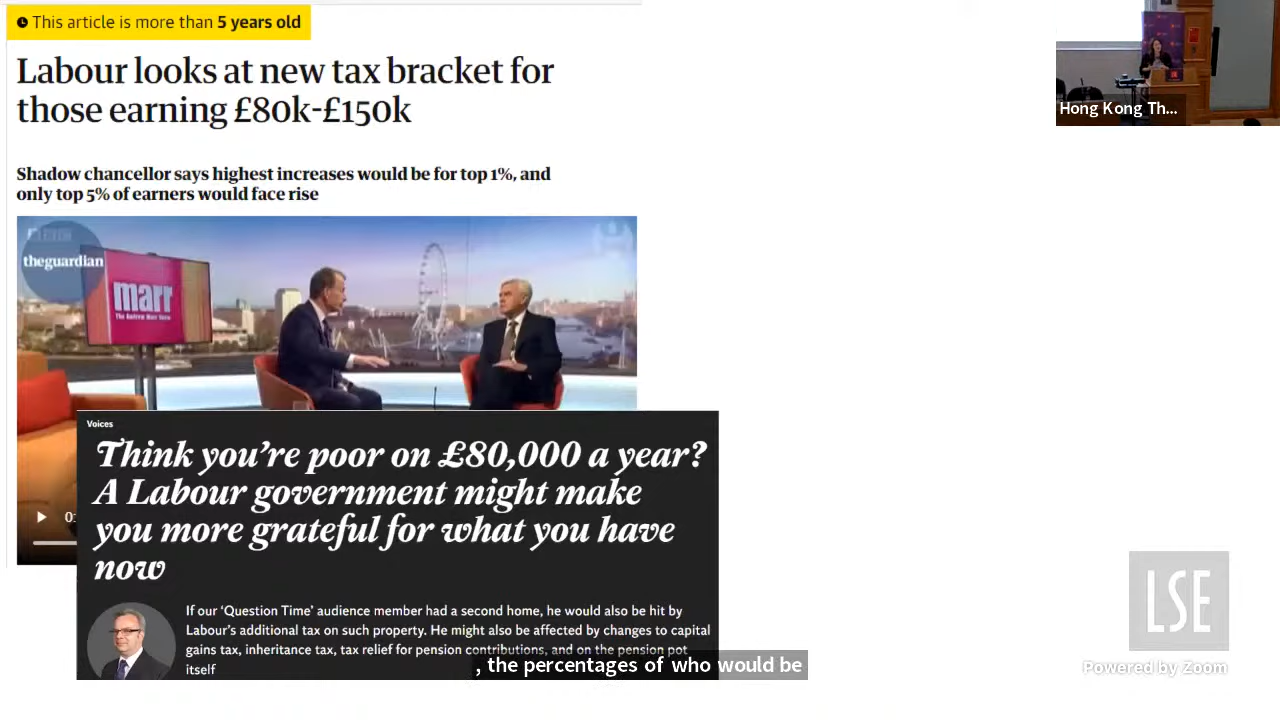 This article is more than 5 years old
Labour looks at new tax bracket for
those earning £80k-£150k
Shadow chancellor says highest increases would be for top 1%, and
only top 5% of earners would face rise
theguardian
marr
The Andrew Marr Show
0:
Voices
Think you're poor on £80,000 a year?
A Labour government might make
you more grateful for what you have
now
If our 'Question Time' audience member had a second home, he would also be hit by
Labour's additional tax on such property. He might also be affected by changes to capital
gains tax, inheritance tax, tax relief for pension contributions, and on the pension pot
itself
, the percentages of who would be
Hong Kong Th...
LSE
Powered by Zoom